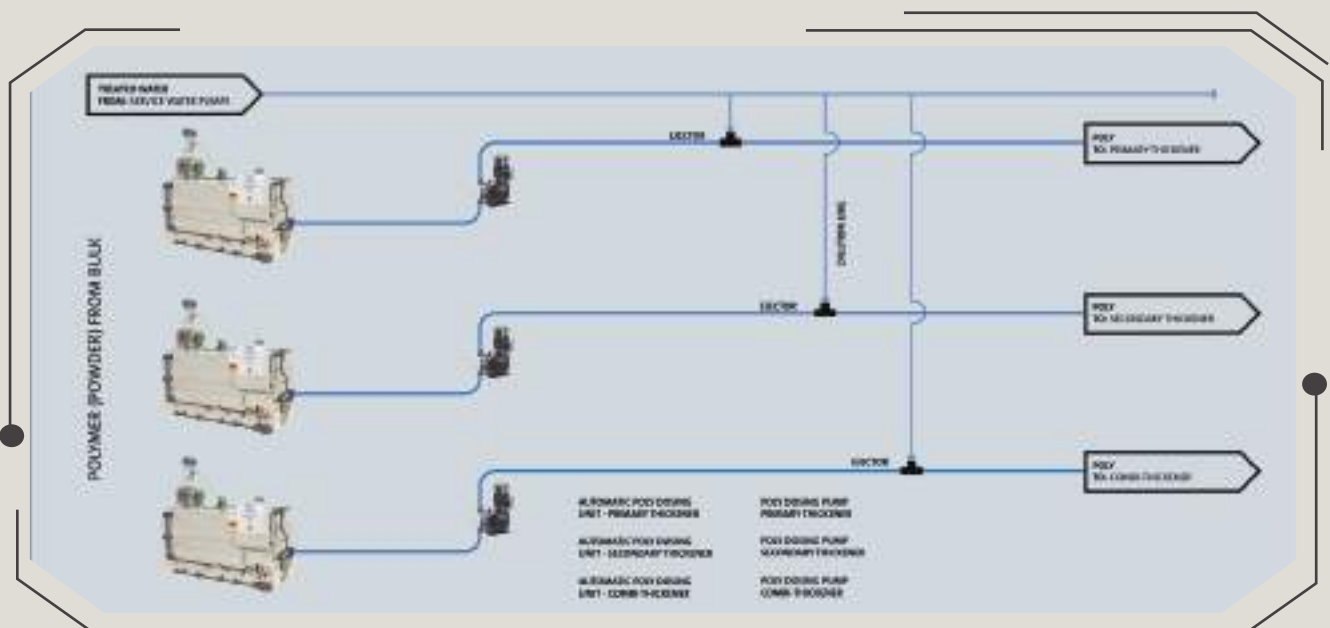 TREATED WATER
FROM: SERVICE WATER PUMPS
EJECTOR
POLY
TO: PRIMARY THICKENER
POLYMER (POWDER) FROM BULK
DILUTION LINE
EJECTOR
POLY
TO: SECONDARY THICKENER
EJECTOR
POLY
TO: COMBI-THICKENER
AUTOMATIC POLY DOSING
UNIT - PRIMARY THICKENER
POLY DOSING PUMP
PRIMARY THICKENER
AUTOMATIC POLY DOSING
UNIT - SECONDARY THICKENER
POLY DOSING PUMP
SECONDARY THICKENER
AUTOMATIC POLY DOSING
UNIT - COMBI-THICKENER
POLY DOSING PUMP
COMBI-THICKENER